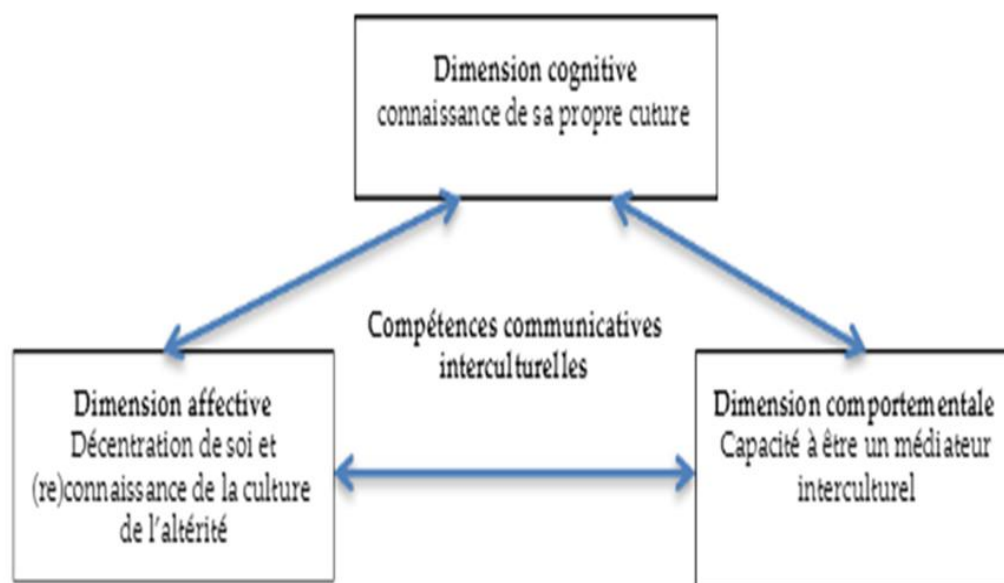 Dimension cognitive
connaissance de sa propre cuture
Compétences communicatives
interculturelles
Dimension affective
Décentration de soi et
(re)connaissance de la culture
de l'altérité
Dimension comportementale
Capacité à être un médiateur
interculturel